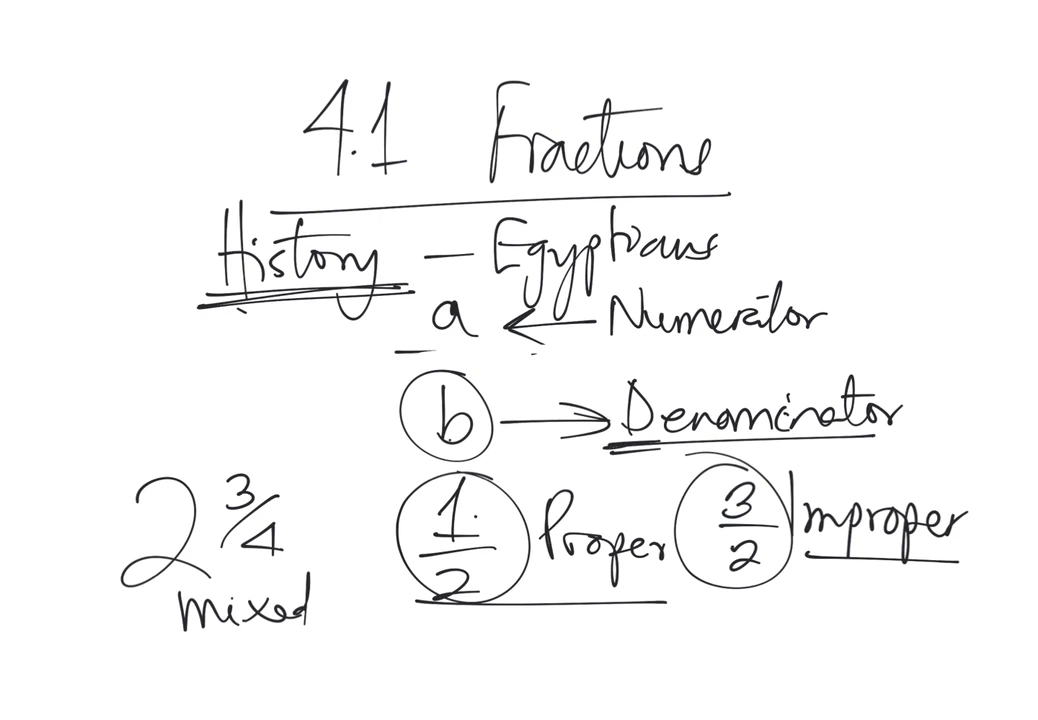 4.1 Fractions
History — Egyptians
a ← Numerator
b → Denominator
2 3/4 1/2 Proper 3/2 Improper
mixed